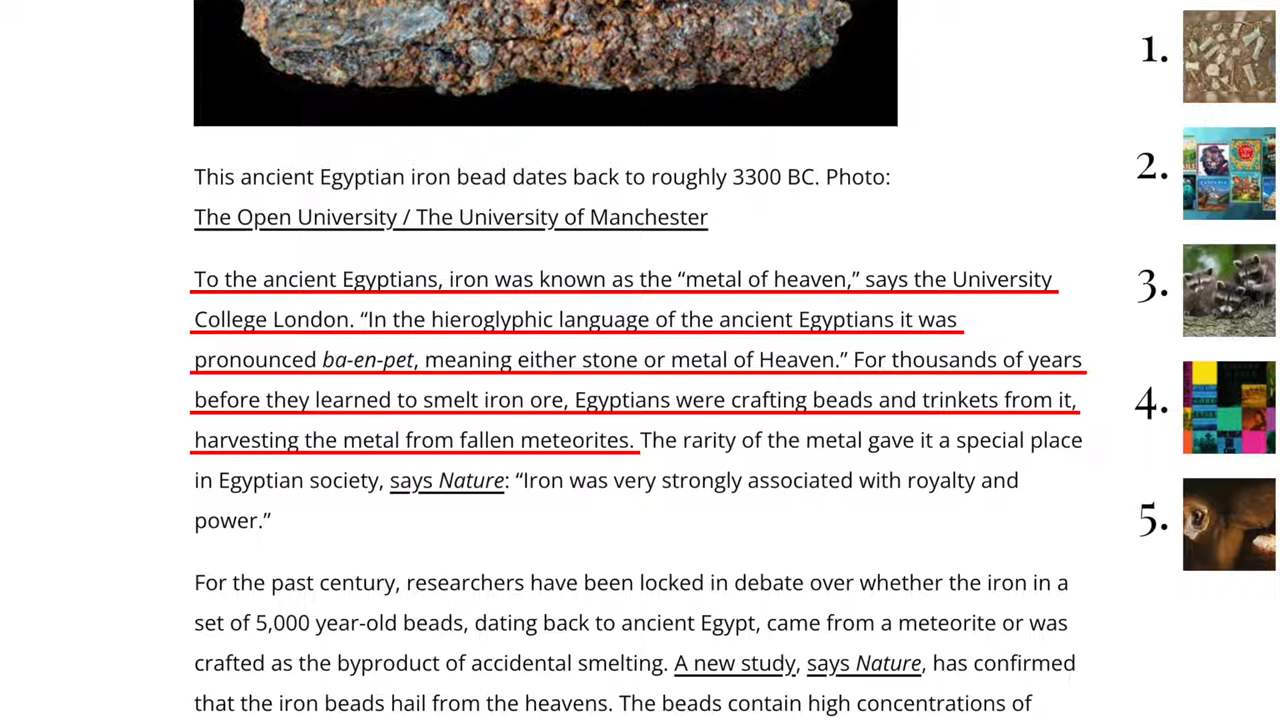 This ancient Egyptian iron bead dates back to roughly 3300 BC. Photo:
The Open University / The University of Manchester
To the ancient Egyptians, iron was known as the “metal of heaven,” says the University
College London. “In the hieroglyphic language of the ancient Egyptians it was
pronounced ba-en-pet, meaning either stone or metal of Heaven.” For thousands of years
before they learned to smelt iron ore, Egyptians were crafting beads and trinkets from it,
harvesting the metal from fallen meteorites. The rarity of the metal gave it a special place
in Egyptian society, says Nature: “Iron was very strongly associated with royalty and
power.”
For the past century, researchers have been locked in debate over whether the iron in a
set of 5,000 year-old beads, dating back to ancient Egypt, came from a meteorite or was
crafted as the byproduct of accidental smelting. A new study, says Nature, has confirmed
that the iron beads hail from the heavens. The beads contain high concentrations of
1.
2.
3.
4.
5.